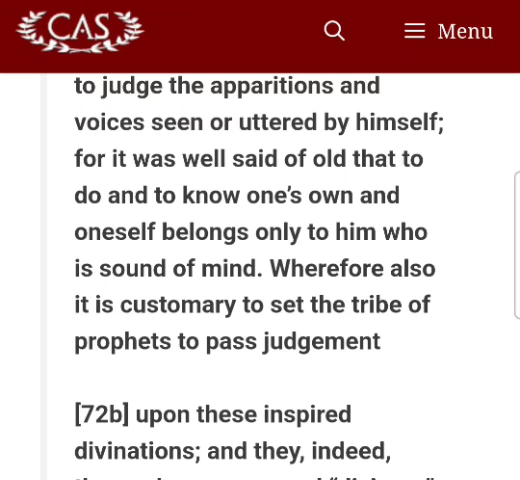 CAS
Menu
to judge the apparitions and
voices seen or uttered by himself;
for it was well said of old that to
do and to know one’s own and
oneself belongs only to him who
is sound of mind. Wherefore also
it is customary to set the tribe of
prophets to pass judgement
[72b] upon these inspired
divinations; and they, indeed,